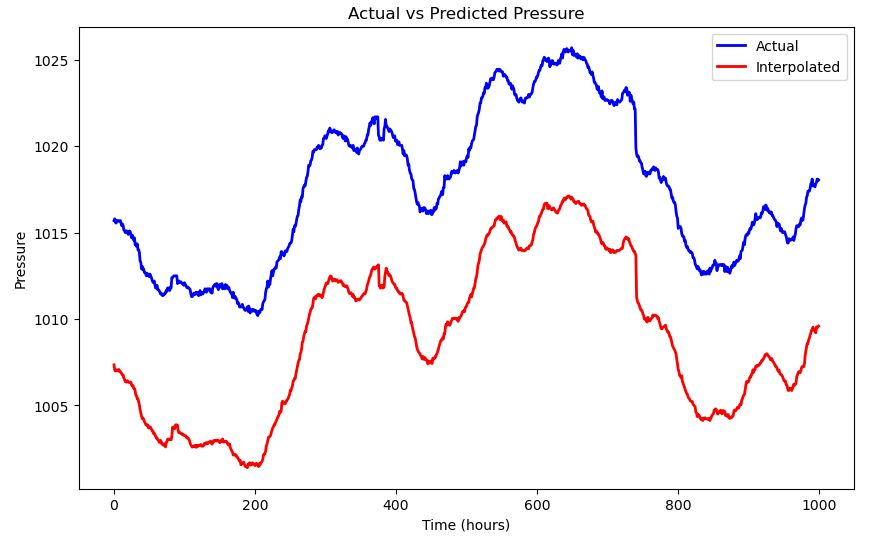 Actual vs Predicted Pressure
Actual
Interpolated
Pressure
1025
1020
1015
1010
1005
0 200 400 600 800 1000
Time (hours)